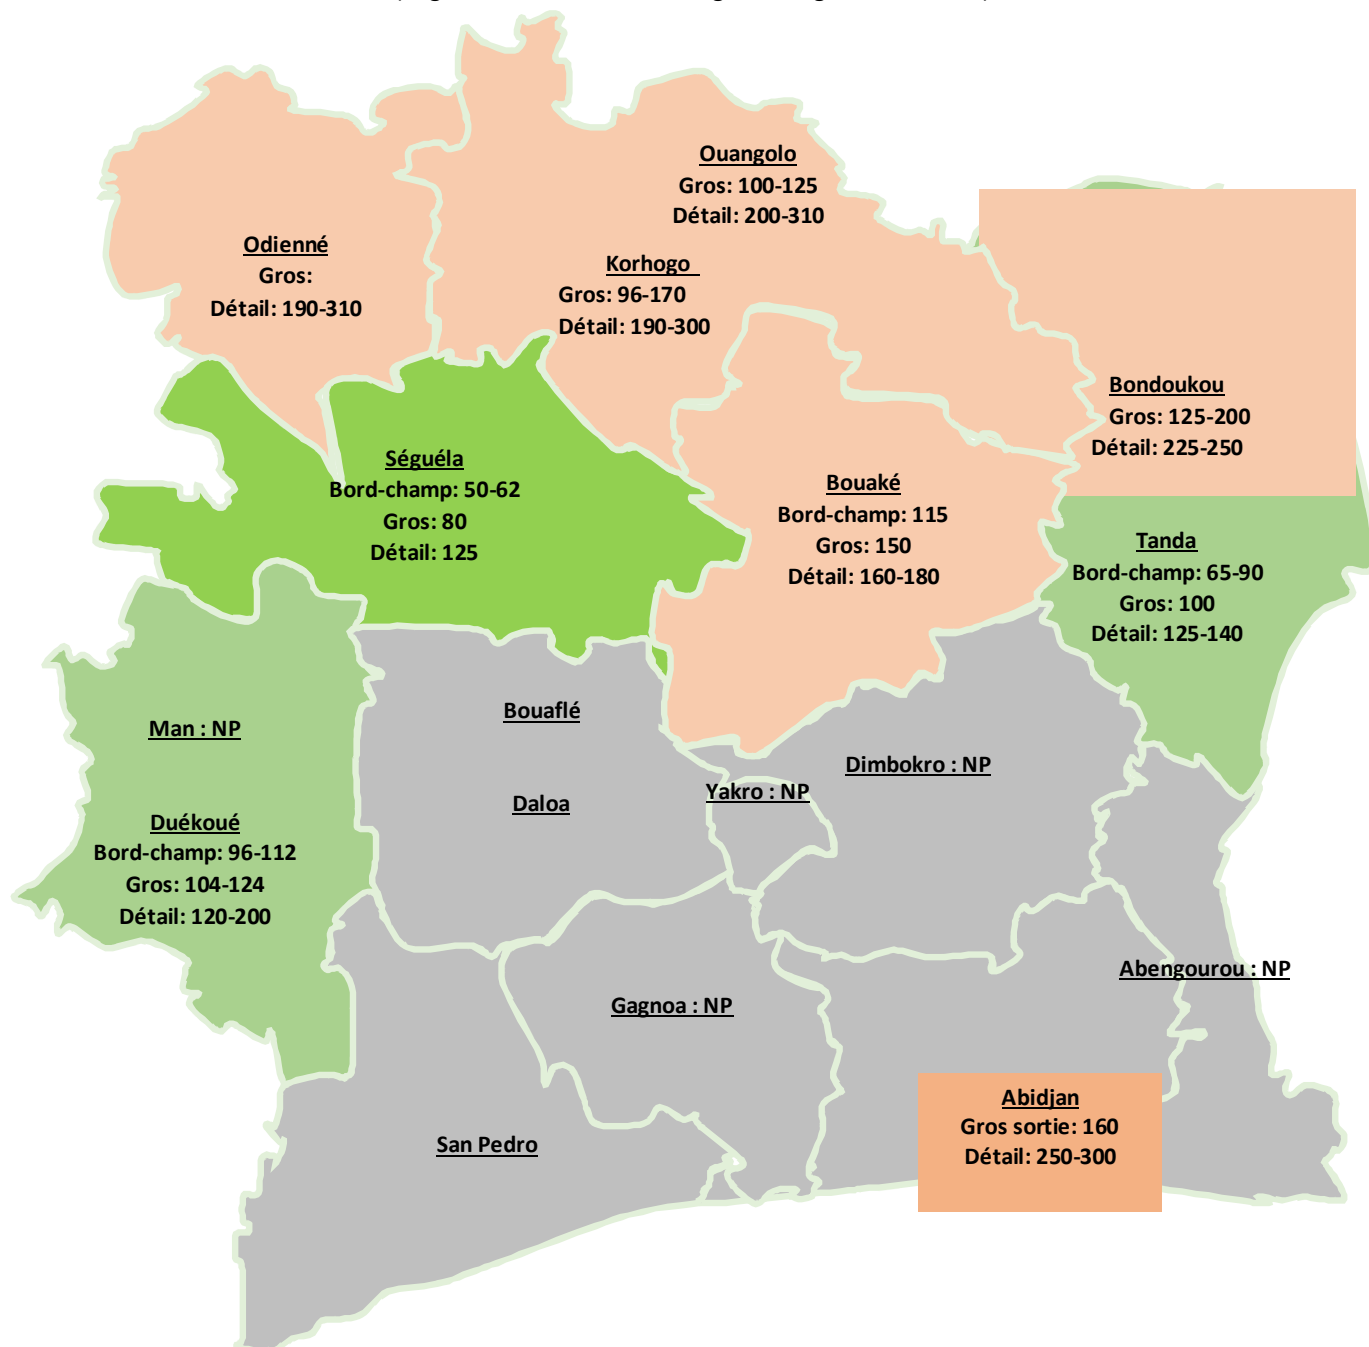 Ouangolo
Gros: 100-125
Détail: 200-310
Odienné
Gros:
Détail: 190-310
Korhogo
Gros: 96-170
Détail: 190-300
Bondoukou
Gros: 125-200
Détail: 225-250
Séguéla
Bord-champ: 50-62
Gros: 80
Détail: 125
Bouaké
Bord-champ: 115
Gros: 150
Détail: 160-180
Tanda
Bord-champ: 65-90
Gros: 100
Détail: 125-140
Bouaflé
Man : NP
Dimbokro : NP
Yakro : NP
Daloa
Duékoué
Bord-champ: 96-112
Gros: 104-124
Détail: 120-200
Abengourou : NP
Gagnoa : NP
Abidjan
Gros sortie: 160
Détail: 250-300
San Pedro